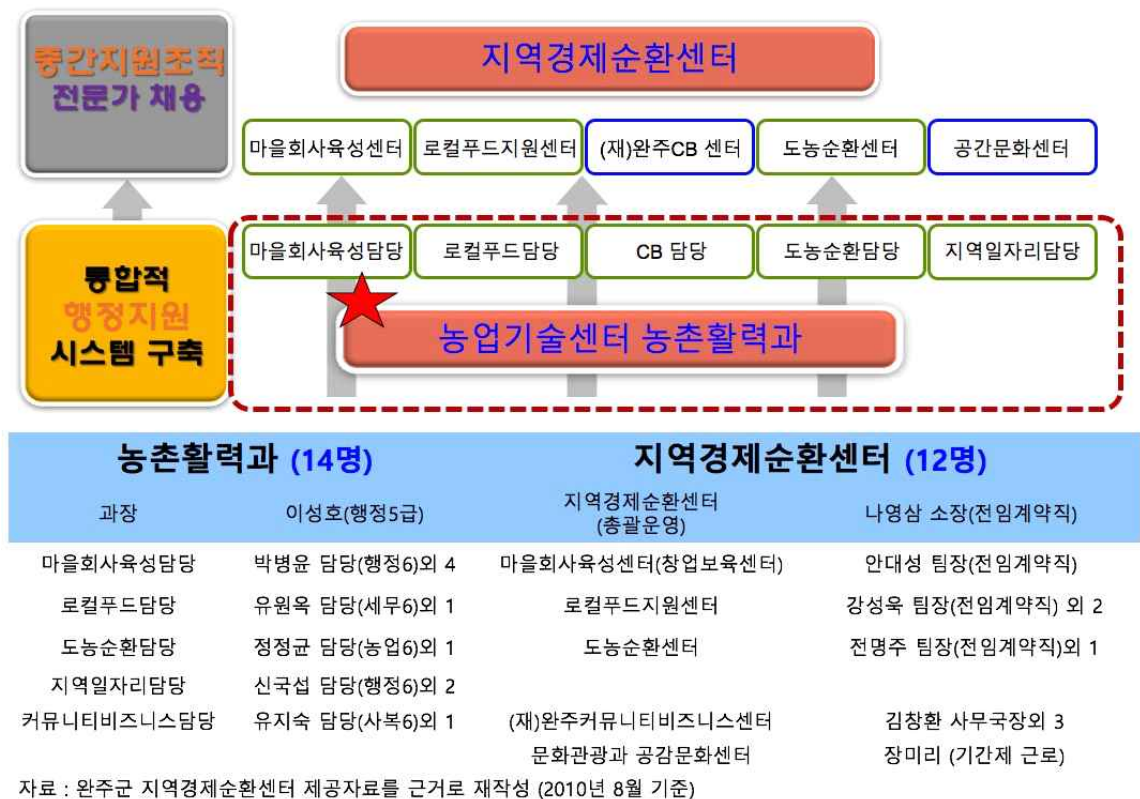 중간지원조직
전문가 채용
지역경제순환센터
마을회사육성센터 로컬푸드지원센터 (재)완주CB 센터 도농순환센터 공간문화센터
통합적
행정지원
시스템 구축
마을회사육성담당 로컬푸드담당 CB 담당 도농순환담당 지역일자리담당
농업기술센터 농촌활력과
농촌활력과 (14명) 지역경제순환센터 (12명)
과장 이성호(행정5급) 지역경제순환센터 (총괄운영) 나영삼 소장(전임계약직)
마을회사육성담당 박병윤 담당(행정6)외 4 마을회사육성센터(창업보육센터) 안대성 팀장(전임계약직)
로컬푸드담당 유원옥 담당(세무6)외 1 로컬푸드지원센터 강성욱 팀장(전임계약직) 외 2
도농순환담당 정정균 담당(농업6)외 1 도농순환센터 전명주 팀장(전임계약직)외 1
지역일자리담당 신국섭 담당(행정6)외 2
커뮤니티비즈니스담당 유지숙 담당(사복6)외 1 (재)완주커뮤니티비즈니스센터 김창환 사무국장외 3
문화관광과 공감문화센터 장미리 (기간제 근로)
자료 : 완주군 지역경제순환센터 제공자료를 근거로 재작성 (2010년 8월 기준)